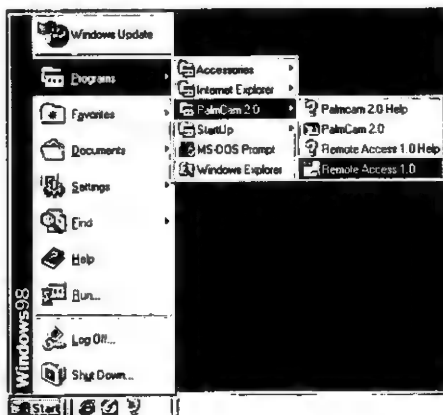 Windows Update
Programs
Favorites
Documents
Settings
Find
Help
Run...
Log Off...
Shut Down...
Windows98
Start
Accessories
Internet Explorer
PalmCam 2.0
StartUp
MS-DOS Prompt
Windows Explorer
Palmcam 2.0 Help
PalmCam 2.0
Remote Access 1.0 Help
Remote Access 1.0